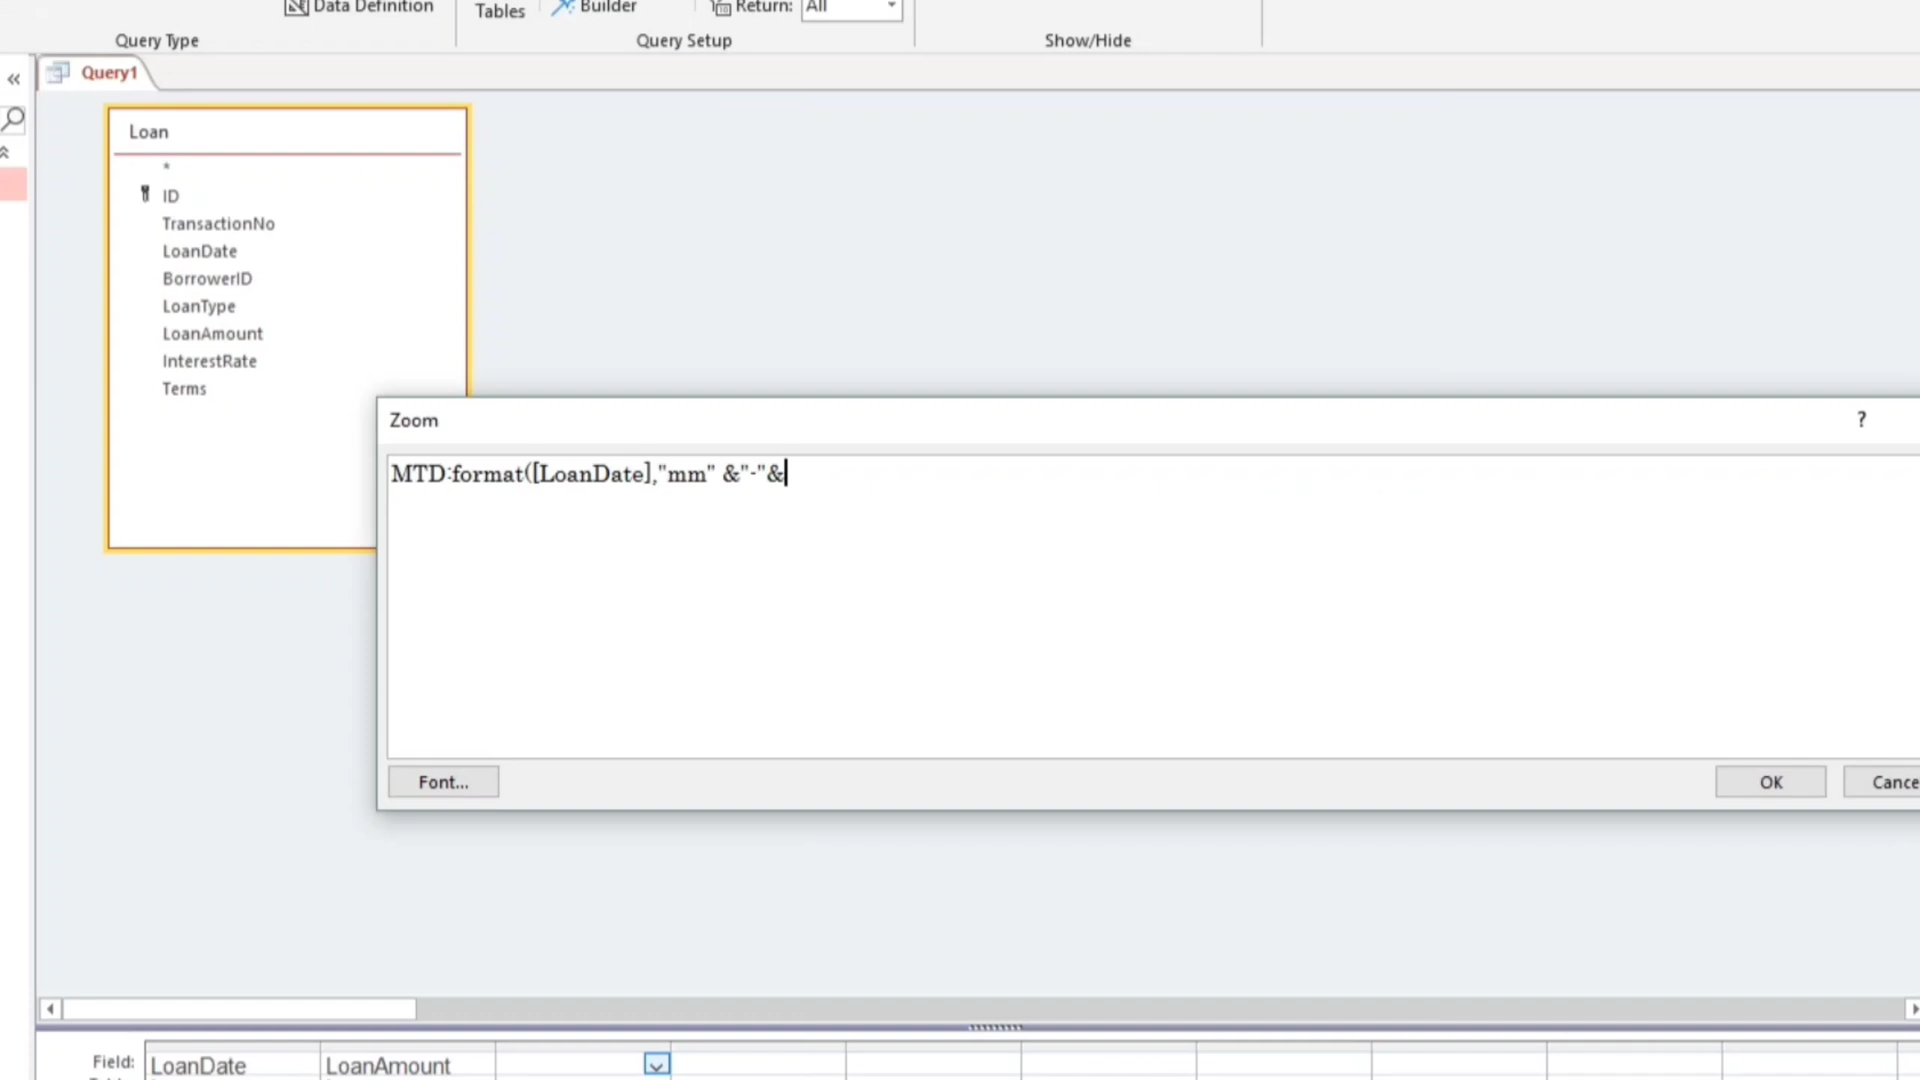 Data Definition
Tables
Builder
Return:
All
Query Type
Query Setup
Show/Hide
Query1
Loan
*
ID
TransactionNo
LoanDate
BorrowerID
LoanType
LoanAmount
InterestRate
Terms
Zoom
?
MTD:format([LoanDate],"mm" &"-"&
Font...
OK
Cance
Field:
LoanDate
LoanAmount